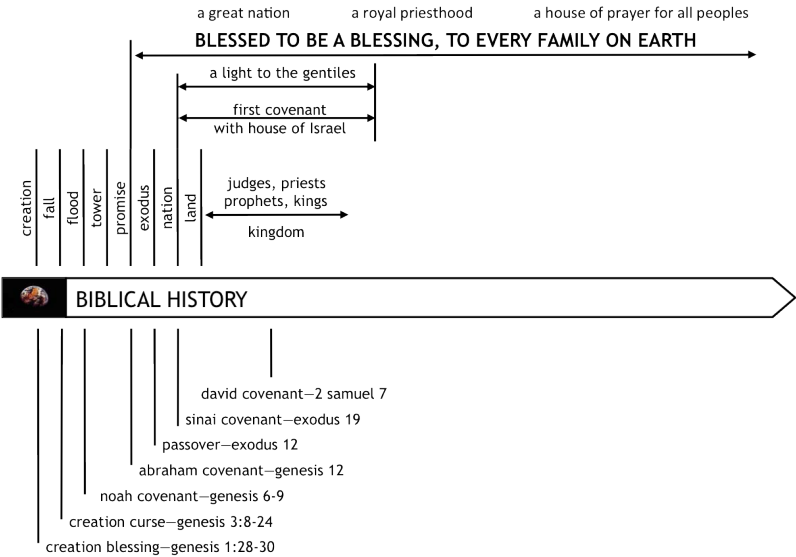 a great nation a royal priesthood a house of prayer for all peoples
BLESSED TO BE A BLESSING, TO EVERY FAMILY ON EARTH
a light to the gentiles
first covenant
with house of Israel
creation
fall
flood
tower
promise
exodus
nation
land
judges, priests
prophets, kings
kingdom
BIBLICAL HISTORY
david covenant—2 samuel 7
sinai covenant—exodus 19
passover—exodus 12
abraham covenant—genesis 12
noah covenant—genesis 6-9
creation curse—genesis 3:8-24
creation blessing—genesis 1:28-30